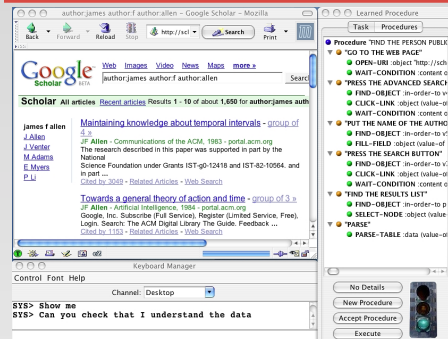 author:james author:f author:allen - Google Scholar - Mozilla
Back Forward Reload Stop http://scl Search Print
Web Images Video News Maps more »
Google Scholar BETA
author:james author:f author:allen Search
Scholar All articles Recent articles Results 1 - 10 of about 1,650 for author:james auth
james f allen
J Allen
J Venter
M Adams
E Myers
P Li
Maintaining knowledge about temporal intervals - group of
4 »
JF Allen - Communications of the ACM, 1983 - portal.acm.org
The research described in this paper was supported in part by the
National
Science Foundation under Grants IST-g0-12418 and IST-82-10564. and
in part ...
Cited by 3049 - Related Articles - Web Search
Towards a general theory of action and time - group of 3 »
JF Allen - Artificial Intelligence, 1984 - portal.acm.org
Google, Inc. Subscribe (Full Service), Register (Limited Service, Free),
Login. Search: The ACM Digital Library The Guide. Feedback ...
Cited by 1153 - Related Articles - Web Search
Keyboard Manager
Control Font Help
Channel: Desktop
SYS> Show me
SYS> Can you check that I understand the data
Learned Procedure
Task Procedures
Procedure "FIND THE PERSON PUBLIC
"GO TO THE WEB PAGE"
OPEN-URI :object "http://sch
WAIT-CONDITION :content o
"PRESS THE ADVANCED SEARCH
FIND-OBJECT :in-order-to v
CLICK-LINK :object (value-of
WAIT-CONDITION :content o
"PUT THE NAME OF THE AUTHO
FIND-OBJECT :in-order-to v
FILL-FIELD :object (value-of
"PRESS THE SEARCH BUTTON"
FIND-OBJECT :in-order-to v
CLICK-LINK :object (value-o
WAIT-CONDITION :content o
"FIND THE RESULTS LIST"
FIND-OBJECT :in-order-to p
SELECT-NODE :object (value
"PARSE"
PARSE-TABLE :data (value-of
No Details
New Procedure
Accept Procedure
Execute